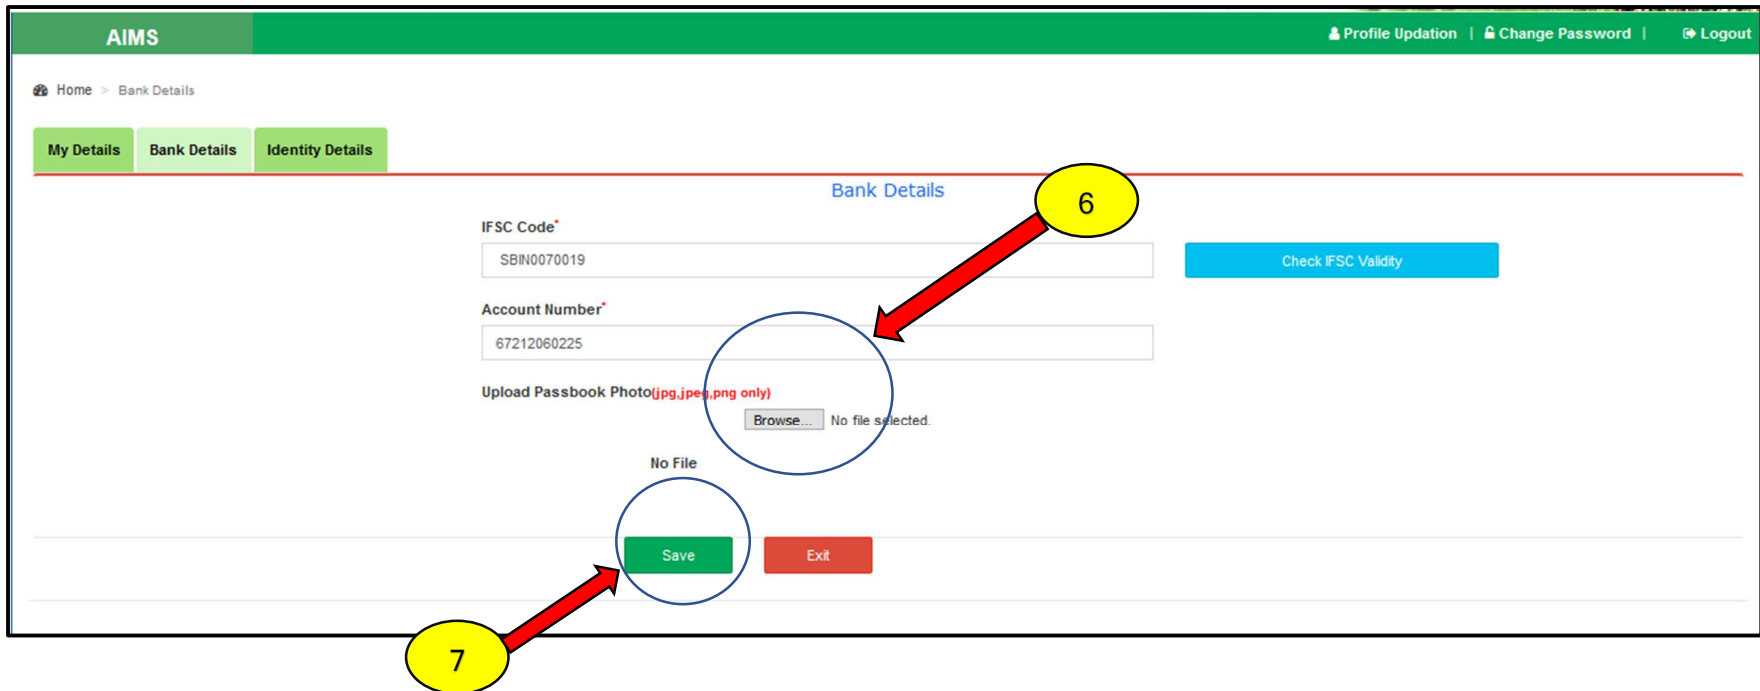 AIMS
Profile Updation | Change Password | Logout
Home > Bank Details
My Details Bank Details Identity Details
Bank Details
6
IFSC Code*
SBIN0070019 Check IFSC Validity
Account Number*
67212060225
Upload Passbook Photo(jpg,jpeg,png only)
Browse... No file selected.
No File
Save Exit
7